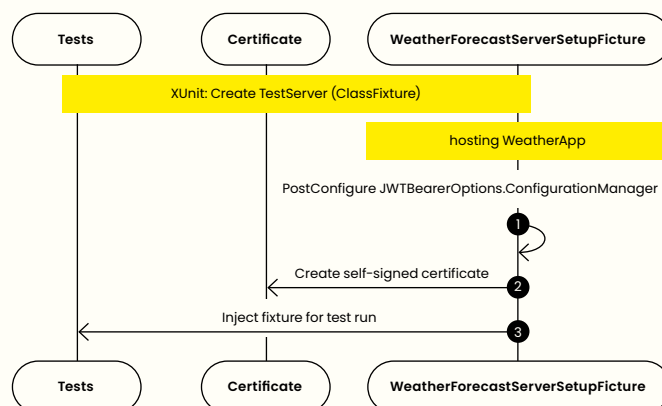 Tests
Certificate
WeatherForecastServerSetupFicture
XUnit: Create TestServer (ClassFixture)
hosting WeatherApp
PostConfigure JWTBearerOptions.ConfigurationManager
1
Create self-signed certificate
2
Inject fixture for test run
3
Tests
Certificate
WeatherForecastServerSetupFicture